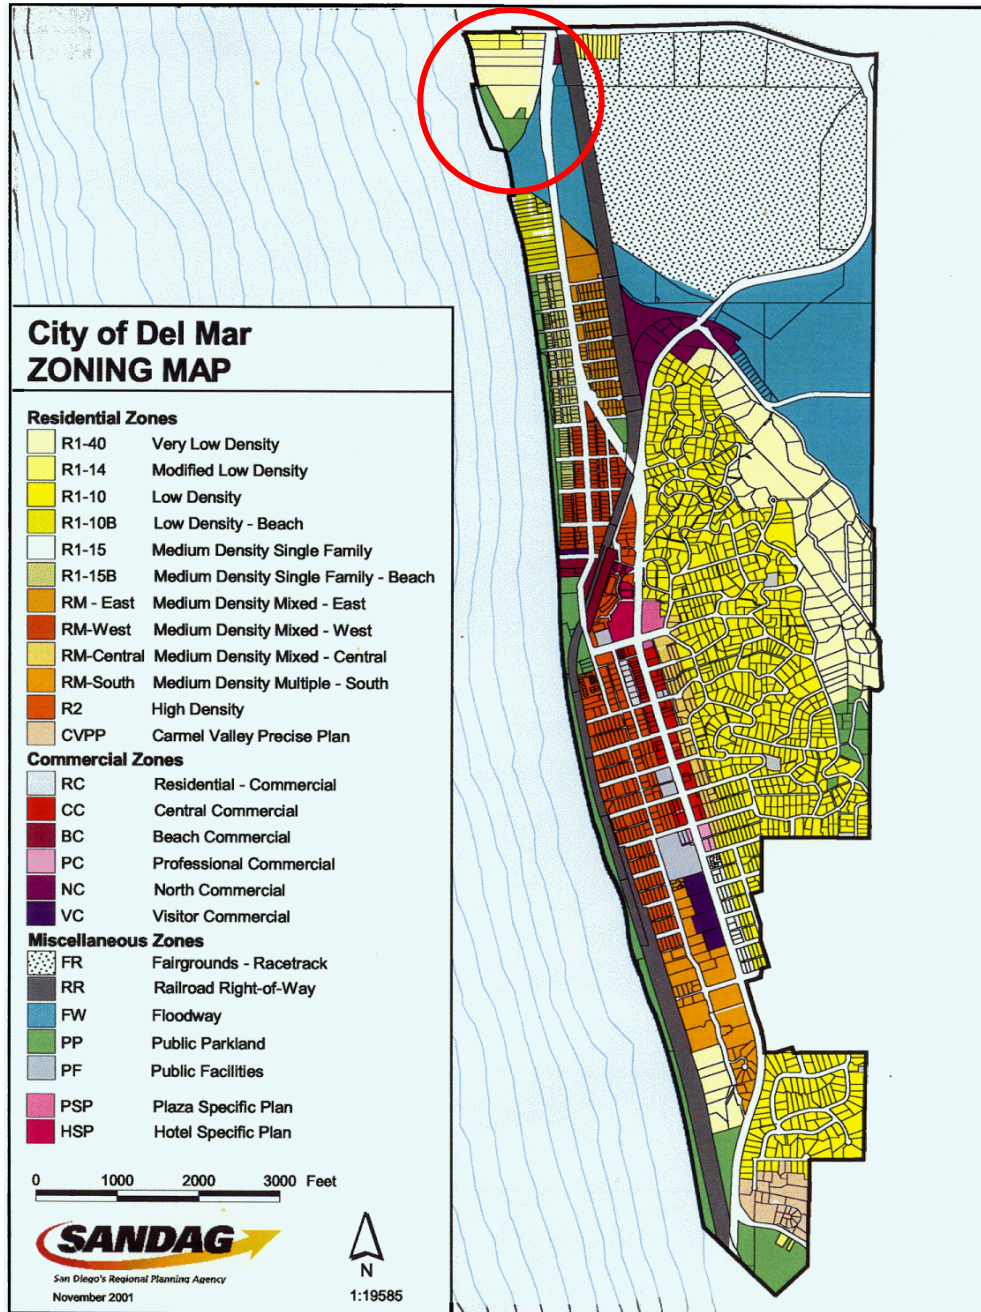 City of Del Mar
ZONING MAP
Residential Zones
R1-40 Very Low Density
R1-14 Modified Low Density
R1-10 Low Density
R1-10B Low Density - Beach
R1-15 Medium Density Single Family
R1-15B Medium Density Single Family - Beach
RM - East Medium Density Mixed - East
RM-West Medium Density Mixed - West
RM-Central Medium Density Mixed - Central
RM-South Medium Density Multiple - South
R2 High Density
CVPP Carmel Valley Precise Plan
Commercial Zones
RC Residential - Commercial
CC Central Commercial
BC Beach Commercial
PC Professional Commercial
NC North Commercial
VC Visitor Commercial
Miscellaneous Zones
FR Fairgrounds - Racetrack
RR Railroad Right-of-Way
FW Floodway
PP Public Parkland
PF Public Facilities
PSP Plaza Specific Plan
HSP Hotel Specific Plan
0 1000 2000 3000 Feet
SANDAG
San Diego's Regional Planning Agency
November 2001
N
1:19585